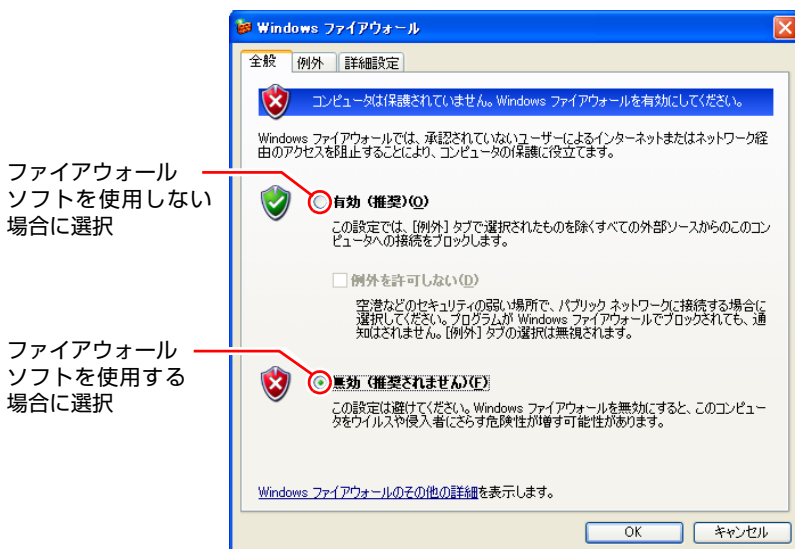 Windows ファイアウォール
全般 例外 詳細設定
コンピュータは保護されていません。Windows ファイアウォールを有効にしてください。
Windows ファイアウォールでは、承認されていないユーザーによるインターネットまたはネットワーク経
由のアクセスを阻止することにより、コンピュータの保護に役立てます。
ファイアウォール
ソフトを使用しない
場合に選択
有効 (推奨)(O)
この設定では、[例外] タブで選択されたものを除くすべての外部ソースからのこのコン
ピュータへの接続をブロックします。
例外を許可しない(D)
空港などのセキュリティの弱い場所で、パブリック ネットワークに接続する場合に
選択してください。プログラムが Windows ファイアウォールでブロックされても、通
知はされません。[例外] タブの選択は無視されます。
ファイアウォール
ソフトを使用する
場合に選択
無効 (推奨されません)(F)
この設定は避けてください。Windows ファイアウォールを無効にすると、このコンピュー
タをウイルスや侵入者にさらす危険性が増す可能性があります。
Windows ファイアウォールのその他の詳細を表示します。
OK キャンセル